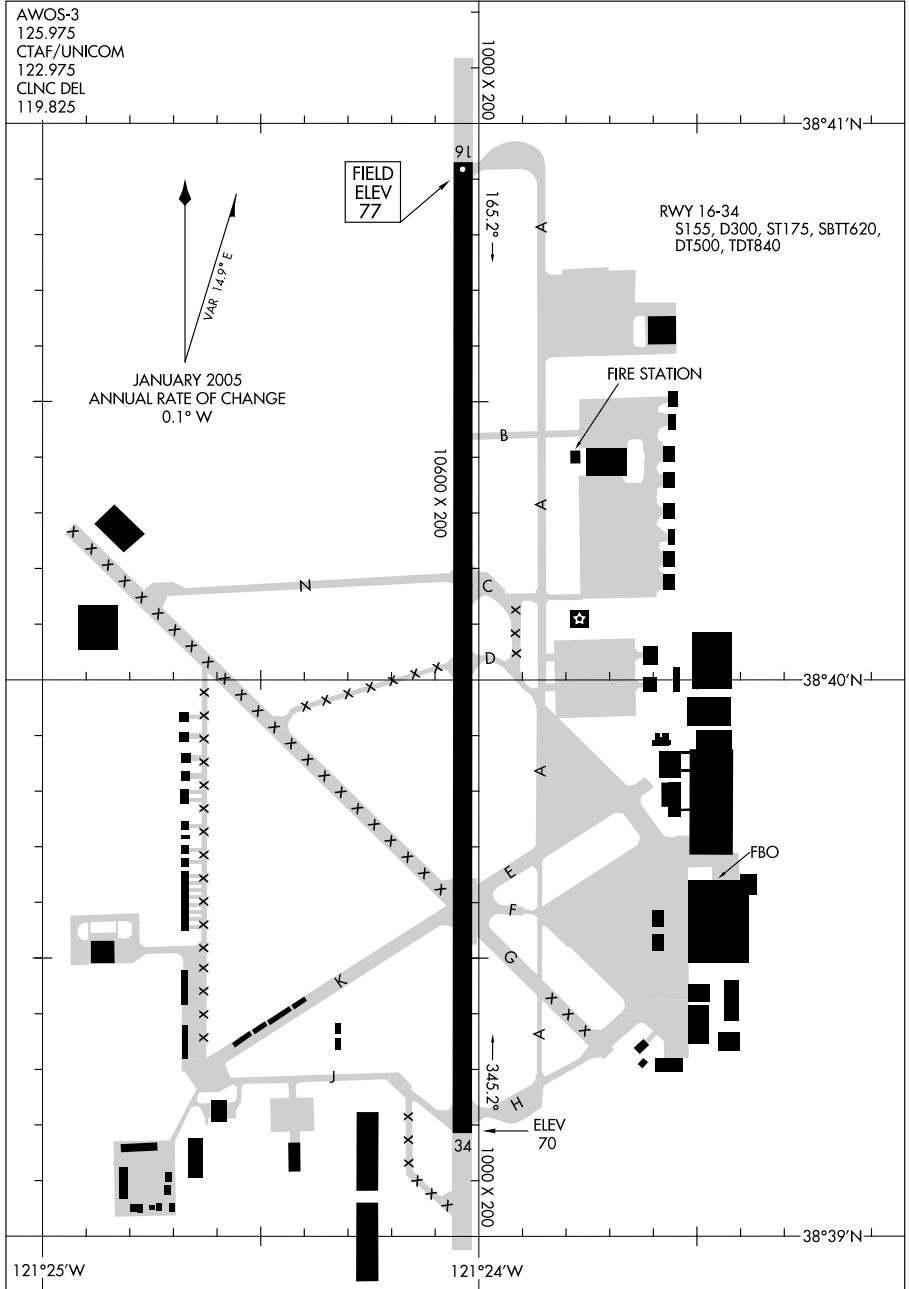 AWOS-3
125.975
CTAF/UNICOM
122.975
CLNC DEL
119.825
1000 X 200
38°41'N
16
FIELD
ELEV
77
165.2°
A
RWY 16-34
S155, D300, ST175, SBTT620,
DT500, TDT840
VAR 14.9° E
JANUARY 2005
ANNUAL RATE OF CHANGE
0.1° W
FIRE STATION
B
10600 X 200
A
N
C
D
38°40'N
A
FBO
E
F
G
K
A
J
345.2°
H
ELEV
70
34
1000 X 200
38°39'N
121°25'W
121°24'W